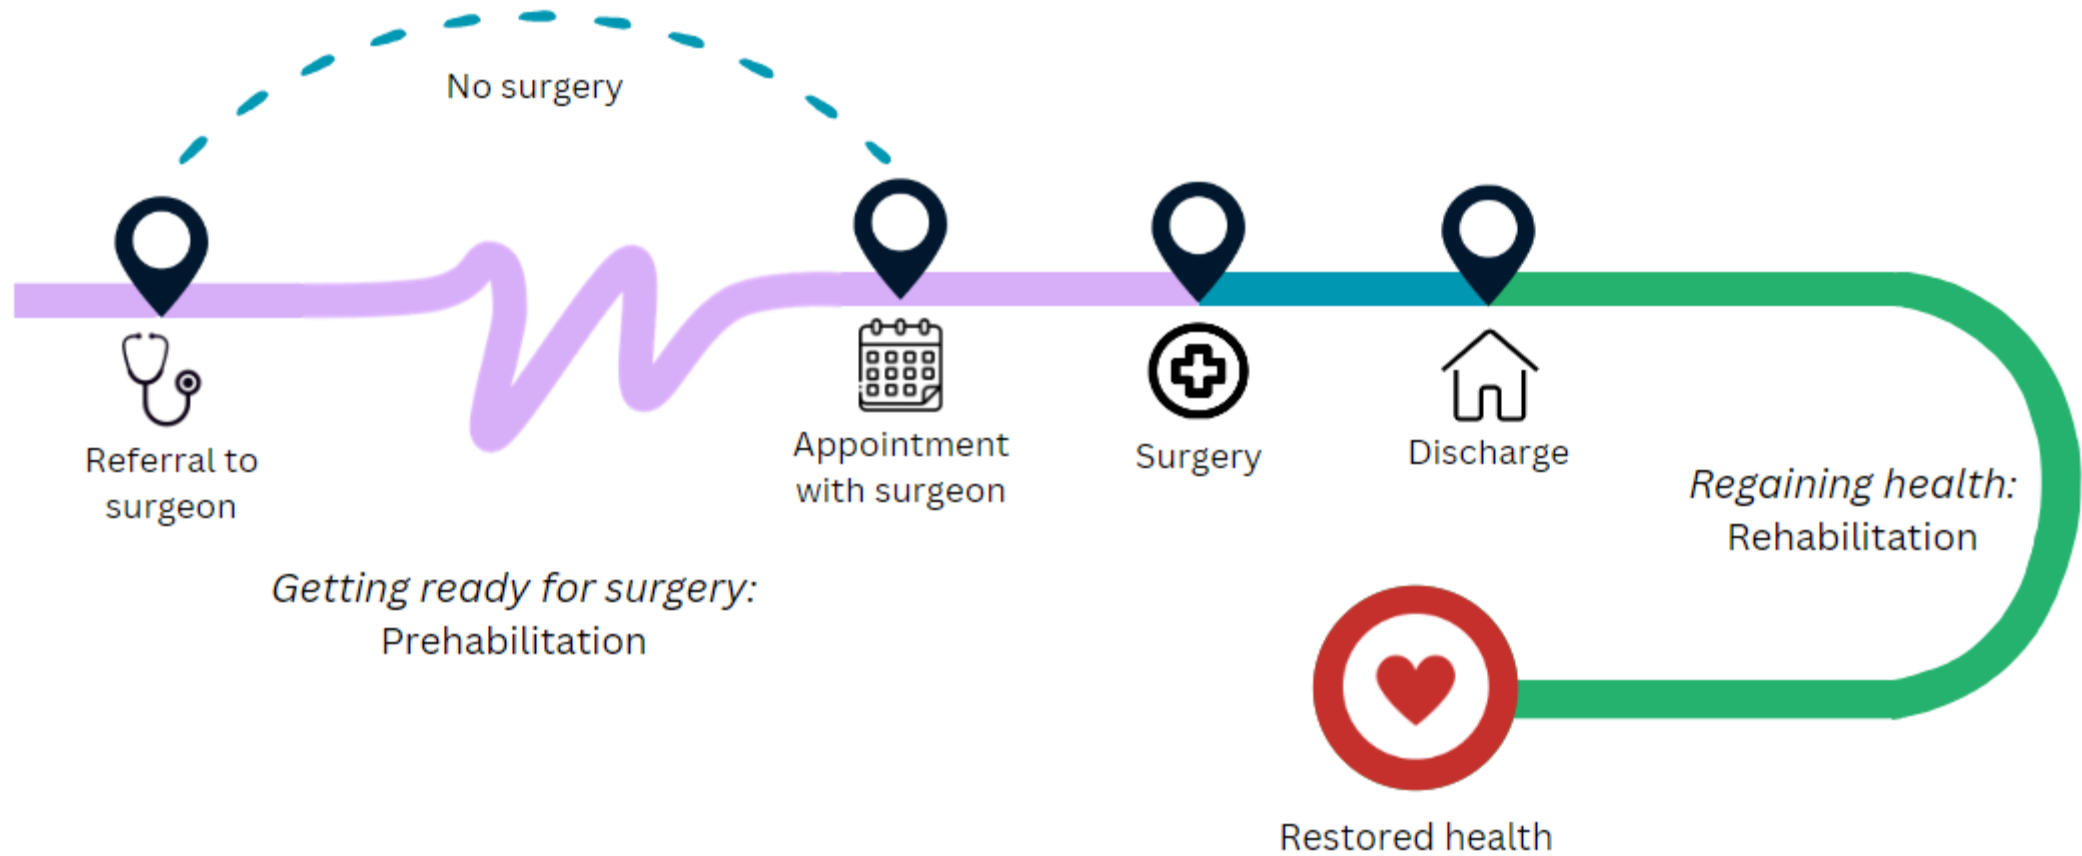 No surgery
Referral to
surgeon
Appointment
with surgeon
Surgery
Discharge
Getting ready for surgery:
Prehabilitation
Regaining health:
Rehabilitation
Restored health